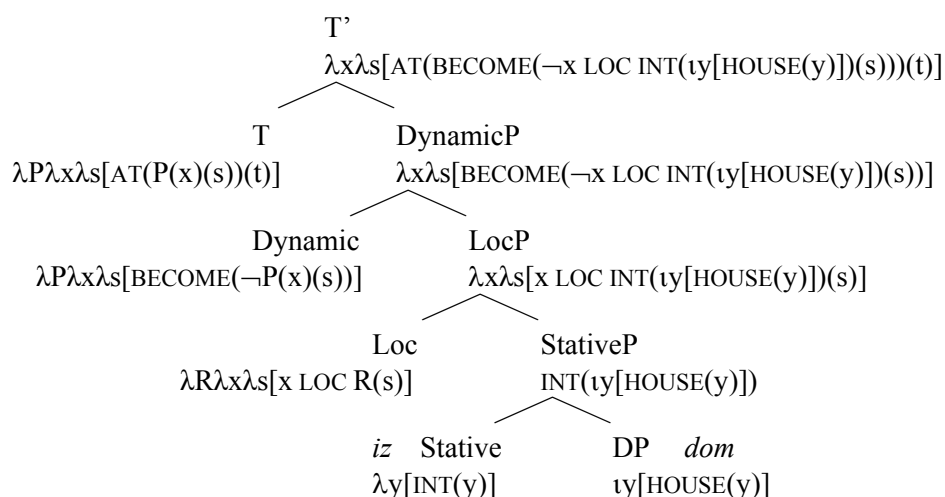 T’
λxλs[AT(BECOME(¬x LOC INT(ιy[HOUSE(y)])(s)))(t)]
T DynamicP
λPλxλs[AT(P(x)(s))(t)] λxλs[BECOME(¬x LOC INT(ιy[HOUSE(y)])(s))]
Dynamic LocP
λPλxλs[BECOME(¬P(x)(s))] λxλs[x LOC INT(ιy[HOUSE(y)])(s)]
Loc StativeP
λRλxλs[x LOC R(s)] INT(ιy[HOUSE(y)])
iz Stative DP dom
λy[INT(y)] ιy[HOUSE(y)]